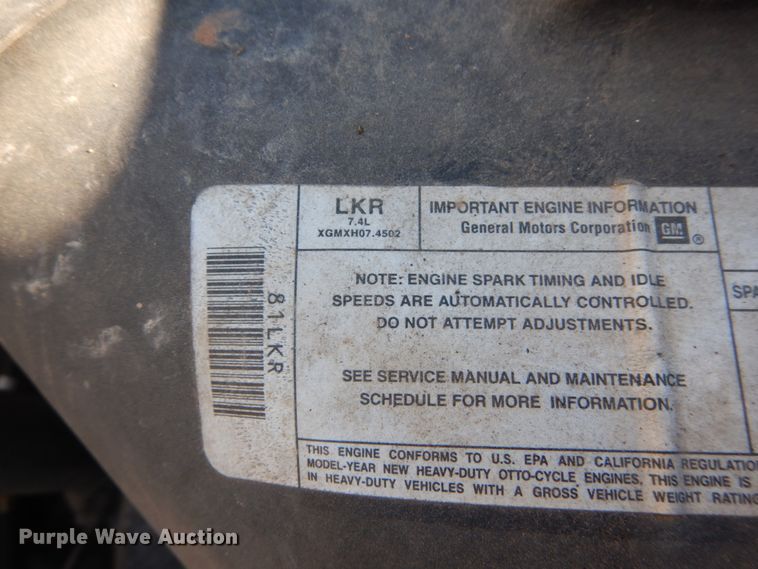 LKR
7.4L
XGMXH07.4502
IMPORTANT ENGINE INFORMATION
General Motors Corporation GM ®
81LKR
NOTE: ENGINE SPARK TIMING AND IDLE
SPEEDS ARE AUTOMATICALLY CONTROLLED.
DO NOT ATTEMPT ADJUSTMENTS.
SEE SERVICE MANUAL AND MAINTENANCE
SCHEDULE FOR MORE INFORMATION.
SPA
THIS ENGINE CONFORMS TO U.S. EPA AND CALIFORNIA REGULATION
MODEL-YEAR NEW HEAVY-DUTY OTTO-CYCLE ENGINES. THIS ENGINE IS
IN HEAVY-DUTY VEHICLES WITH A GROSS VEHICLE WEIGHT RATING
Purple Wave Auction